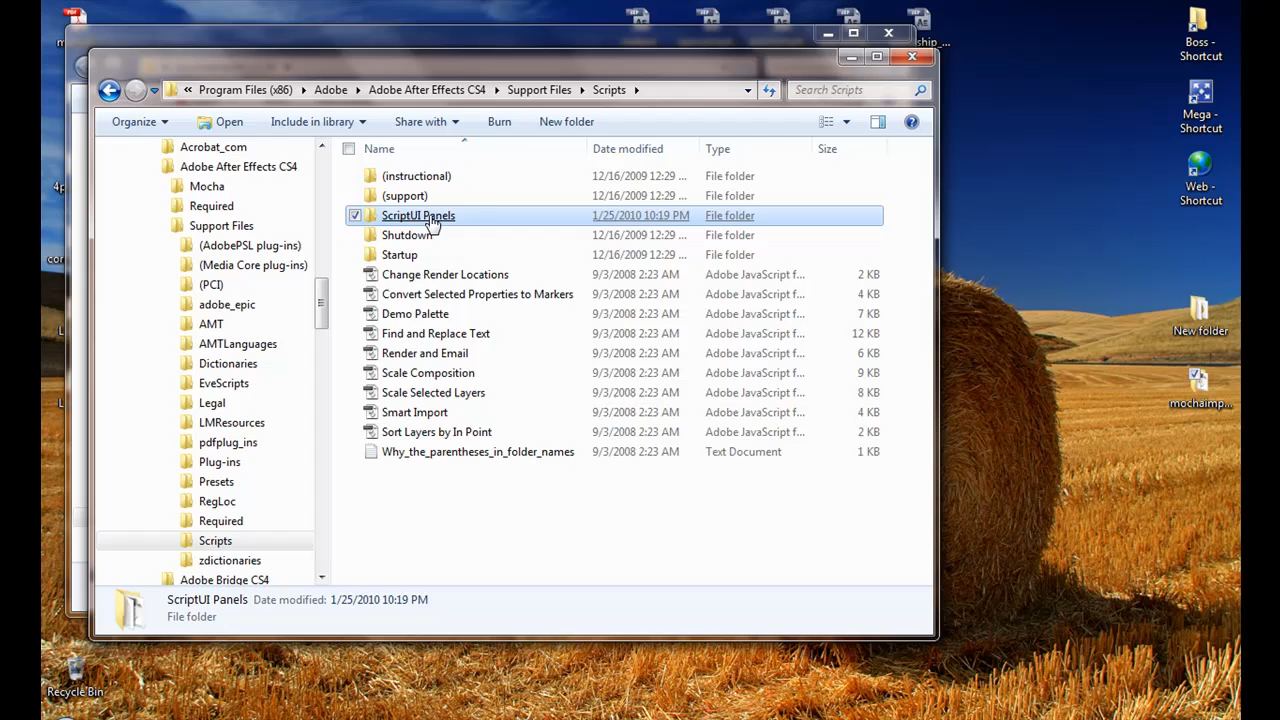 ship_...
Boss -
Shortcut
« Program Files (x86) Adobe Adobe After Effects CS4 Support Files Scripts
Search Scripts
Mega -
Shortcut
Organize Open Include in library Share with Burn New folder
Acrobat_com
Adobe After Effects CS4
Mocha
Required
Support Files
(AdobePSL plug-ins)
(Media Core plug-ins)
(PCI)
adobe_epic
AMT
AMTLanguages
Dictionaries
EveScripts
Legal
LMResources
pdfplug_ins
Plug-ins
Presets
RegLoc
Required
Scripts
zdictionaries
Adobe Bridge CS4
Name Date modified Type Size
(instructional) 12/16/2009 12:29 ... File folder
(support) 12/16/2009 12:29 ... File folder
ScriptUI Panels 1/25/2010 10:19 PM File folder
Shutdown 12/16/2009 12:29 ... File folder
Startup 12/16/2009 12:29 ... File folder
Change Render Locations 9/3/2008 2:23 AM Adobe JavaScript f... 2 KB
Convert Selected Properties to Markers 9/3/2008 2:23 AM Adobe JavaScript f... 4 KB
Demo Palette 9/3/2008 2:23 AM Adobe JavaScript f... 7 KB
Find and Replace Text 9/3/2008 2:23 AM Adobe JavaScript f... 12 KB
Render and Email 9/3/2008 2:23 AM Adobe JavaScript f... 6 KB
Scale Composition 9/3/2008 2:23 AM Adobe JavaScript f... 9 KB
Scale Selected Layers 9/3/2008 2:23 AM Adobe JavaScript f... 8 KB
Smart Import 9/3/2008 2:23 AM Adobe JavaScript f... 4 KB
Sort Layers by In Point 9/3/2008 2:23 AM Adobe JavaScript f... 2 KB
Why_the_parentheses_in_folder_names 9/3/2008 2:23 AM Text Document 1 KB
Web -
Shortcut
New folder
mochaimp...
ScriptUI Panels Date modified: 1/25/2010 10:19 PM
File folder
Recycle Bin